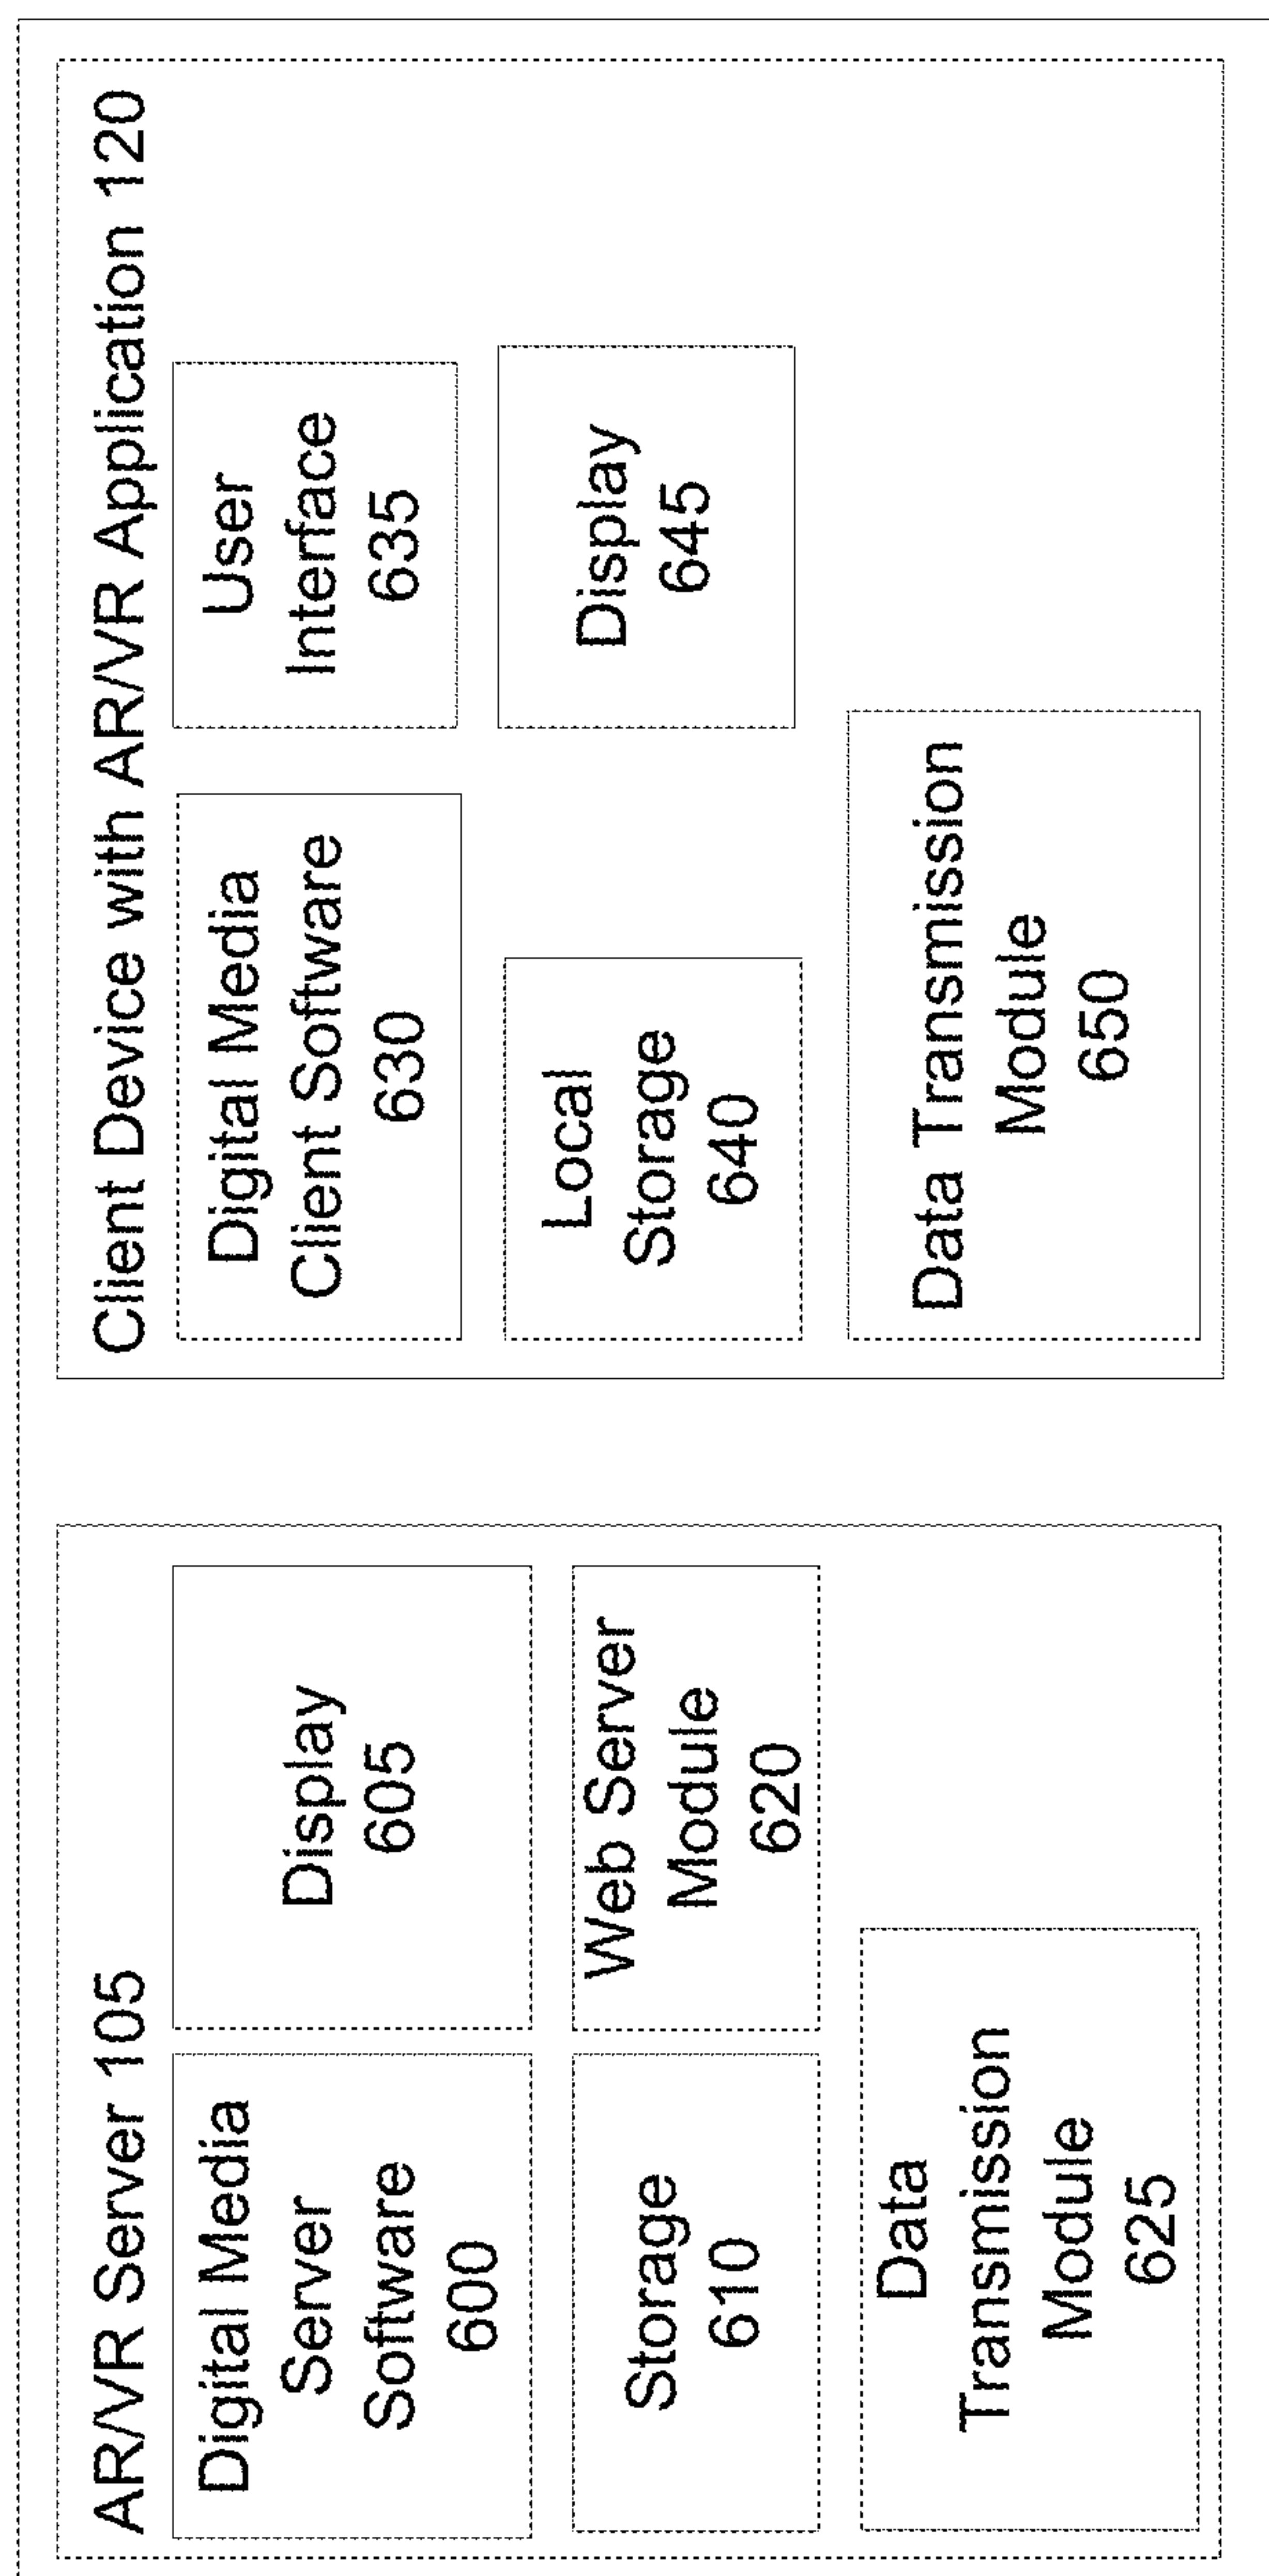 AR/VR Server 105
Digital Media
Server
Software
600
Display
605
Storage
610
Web Server
Module
620
Data
Transmission
Module
625
Client Device with AR/VR Application 120
Digital Media
Client Software
630
User
Interface
635
Local
Storage
640
Display
645
Data Transmission
Module
650